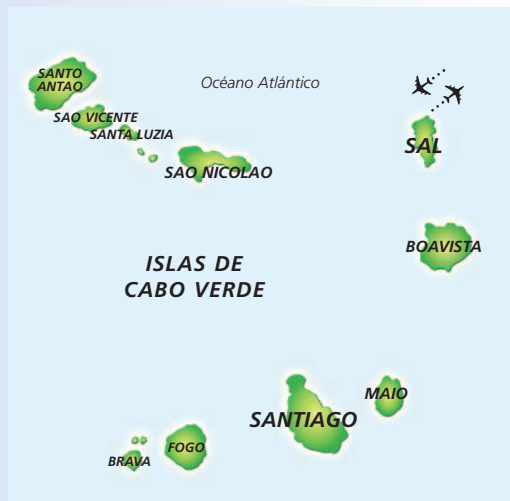 SANTO
ANTAO
Océano Atlántico
SAO VICENTE
SANTA LUZIA
SAL
SAO NICOLAO
BOAVISTA
ISLAS DE
CABO VERDE
MAIO
SANTIAGO
FOGO
BRAVA